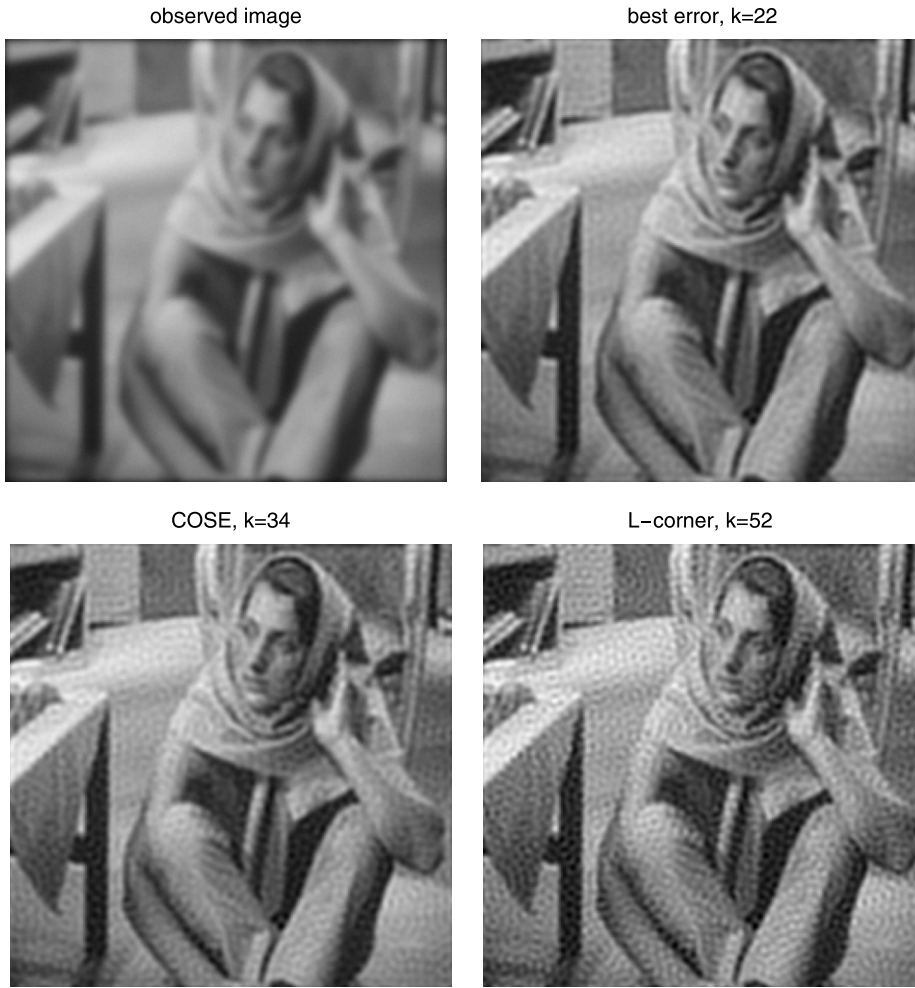 observed image
best error, k=22
COSE, k=34
L−corner, k=52